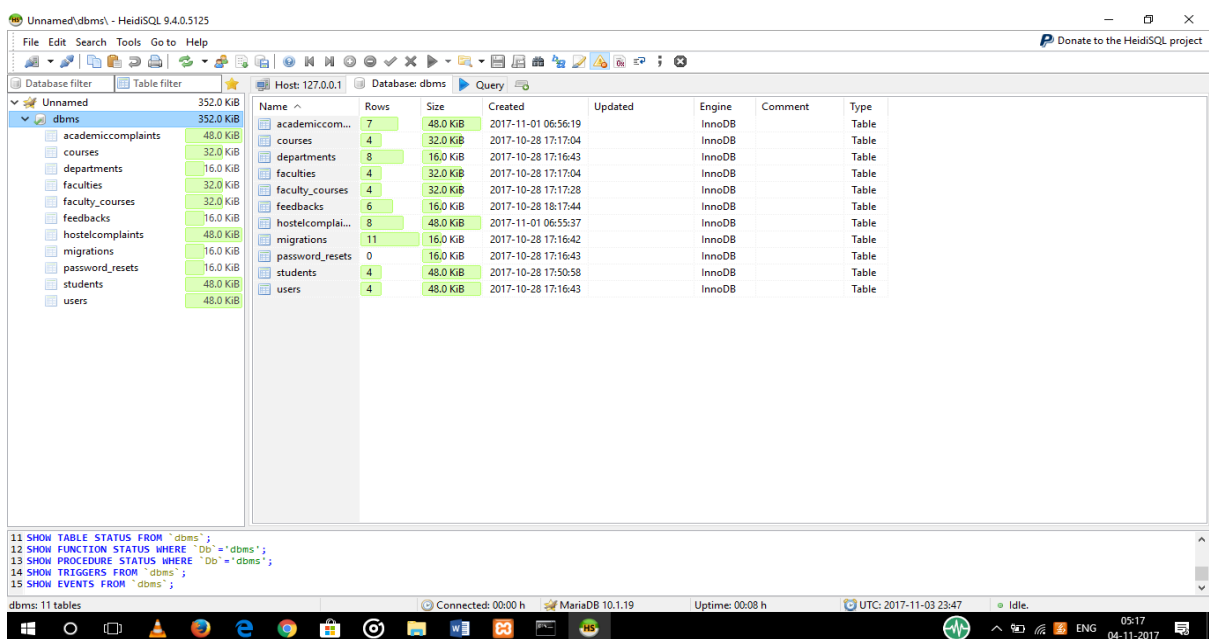 Unnamed\dbms\ - HeidiSQL 9.4.0.5125
File Edit Search Tools Go to Help
Donate to the HeidiSQL project
Database filter Table filter Host: 127.0.0.1 Database: dbms Query
Unnamed 352.0 KiB
dbms 352.0 KiB
academiccomplaints 48.0 KiB
courses 32.0 KiB
departments 16.0 KiB
faculties 32.0 KiB
faculty_courses 32.0 KiB
feedbacks 16.0 KiB
hostelcomplaints 48.0 KiB
migrations 16.0 KiB
password_resets 16.0 KiB
students 48.0 KiB
users 48.0 KiB
Name Rows Size Created Updated Engine Comment Type
academiccom... 7 48.0 KiB 2017-11-01 06:56:19 InnoDB Table
courses 4 32.0 KiB 2017-10-28 17:17:04 InnoDB Table
departments 8 16.0 KiB 2017-10-28 17:16:43 InnoDB Table
faculties 4 32.0 KiB 2017-10-28 17:17:04 InnoDB Table
faculty_courses 4 32.0 KiB 2017-10-28 17:17:28 InnoDB Table
feedbacks 6 16.0 KiB 2017-10-28 18:17:44 InnoDB Table
hostelcomplai... 8 48.0 KiB 2017-11-01 06:55:37 InnoDB Table
migrations 11 16.0 KiB 2017-10-28 17:16:42 InnoDB Table
password_resets 0 16.0 KiB 2017-10-28 17:16:43 InnoDB Table
students 4 48.0 KiB 2017-10-28 17:50:58 InnoDB Table
users 4 48.0 KiB 2017-10-28 17:16:43 InnoDB Table
11 SHOW TABLE STATUS FROM `dbms`;
12 SHOW FUNCTION STATUS WHERE `Db`='dbms';
13 SHOW PROCEDURE STATUS WHERE `Db`='dbms';
14 SHOW TRIGGERS FROM `dbms`;
15 SHOW EVENTS FROM `dbms`;
dbms: 11 tables Connected: 00:00 h MariaDB 10.1.19 Uptime: 00:08 h UTC: 2017-11-03 23:47 Idle.
HS ENG 05:17
04-11-2017